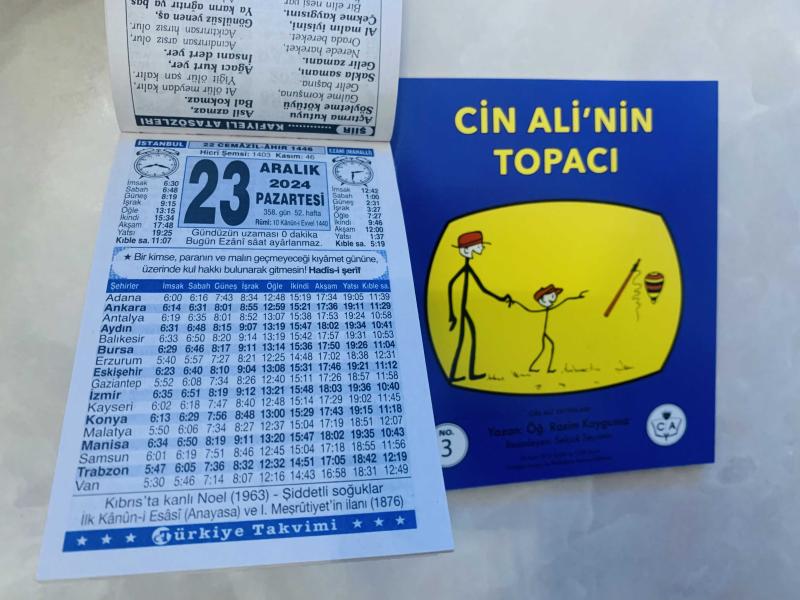 ŞİİR ........... KAFİYELİ ATASÖZLERİ
Açtırma kutuyu
Söyletme kötüyü
Gülme komşuna,
Gelir başına.
Sakla samanı,
Gelir zamanı.
Nerede hareket,
Orada bereket.
Al malın iyisini,
Çekme kaygısını.
Asil azmaz,
Bal kokmaz.
At ölür meydan kalır,
Yiğit ölür şan kalır.
Ağacı kurt yer,
İnsanı dert yer.
Acındırırsan arsız olur,
Acıktırırsan hırsız olur.
Gönülsüz yenen aş,
Ya karın ağrıtır ya baş
İSTANBUL
22 CEMÂZİL-ÂHIR 1446
EZANİ (MAHALLİ)
Hicri Şemsi: 1403 Kasım: 46
23
ARALIK
2024
PAZARTESİ
358. gün 52. hafta
Rûmî: 10 Kânûn-i Evvel 1440
İmsak 6:30
Sabah 6:48
Güneş 8:19
İşrak 9:15
Öğle 13:15
İkindi 15:34
Akşam 17:48
Yatsı 19:25
Kıble sa. 11:07
İmsak 12:42
Sabah 1:00
Güneş 2:31
İşrak 3:27
Öğle 7:27
İkindi 9:46
Akşam 12:00
Yatsı 1:37
Kıble sa. 5:19
Gündüzün uzaması 0 dakika
Bugün Ezânî sâat ayârlanmaz.
★ Bir kimse, paranın ve malın geçmeyeceği kıyâmet gününe,
üzerinde kul hakkı bulunarak gitmesin! Hadîs-i şerîf
Şehirler İmsak Sabah Güneş İşrak Öğle İkindi Akşam Yatsı Kıble sa.
Adana 6:00 6:16 7:43 8:34 12:48 15:19 17:34 19:05 11:39
Ankara 6:14 6:31 8:01 8:55 12:59 15:21 17:36 19:11 11:29
Antalya 6:19 6:35 8:01 8:52 13:07 15:38 17:53 19:24 10:58
Aydın 6:31 6:48 8:15 9:07 13:19 15:47 18:02 19:34 10:41
Balıkesir 6:33 6:50 8:20 9:14 13:19 15:42 17:57 19:31 10:53
Bursa 6:29 6:46 8:17 9:11 13:14 15:36 17:50 19:26 11:04
Erzurum 5:40 5:57 7:27 8:21 12:25 14:48 17:02 18:38 12:31
Eskişehir 6:23 6:40 8:10 9:04 13:08 15:31 17:46 19:21 11:12
Gaziantep 5:52 6:08 7:34 8:26 12:40 15:11 17:26 18:57 11:58
İzmir 6:35 6:51 8:19 9:12 13:21 15:48 18:03 19:36 10:40
Kayseri 6:02 6:18 7:47 8:40 12:48 15:14 17:29 19:02 11:45
Konya 6:13 6:29 7:56 8:48 13:00 15:29 17:43 19:15 11:18
Malatya 5:50 6:06 7:34 8:27 12:37 15:04 17:19 18:51 12:07
Manisa 6:34 6:50 8:19 9:11 13:20 15:47 18:02 19:35 10:43
Samsun 6:01 6:19 7:51 8:46 12:45 15:04 17:18 18:55 11:56
Trabzon 5:47 6:05 7:36 8:32 12:32 14:51 17:05 18:42 12:19
Van 5:30 5:46 7:14 8:07 12:16 14:43 16:58 18:31 12:49
Kıbrıs'ta kanlı Noel (1963) - Şiddetli soğuklar
İlk Kânûn-i Esâsî (Anayasa) ve I. Meşrûtiyet'in ilanı (1876)
★ ★ ★ Türkiye Takvimi ★ ★ ★
CİN ALİ'NİN
TOPACI
CİN ALİ YAYINLARI
Yazan: Öğ. Rasim Kaygusuz
NO.
3
C A